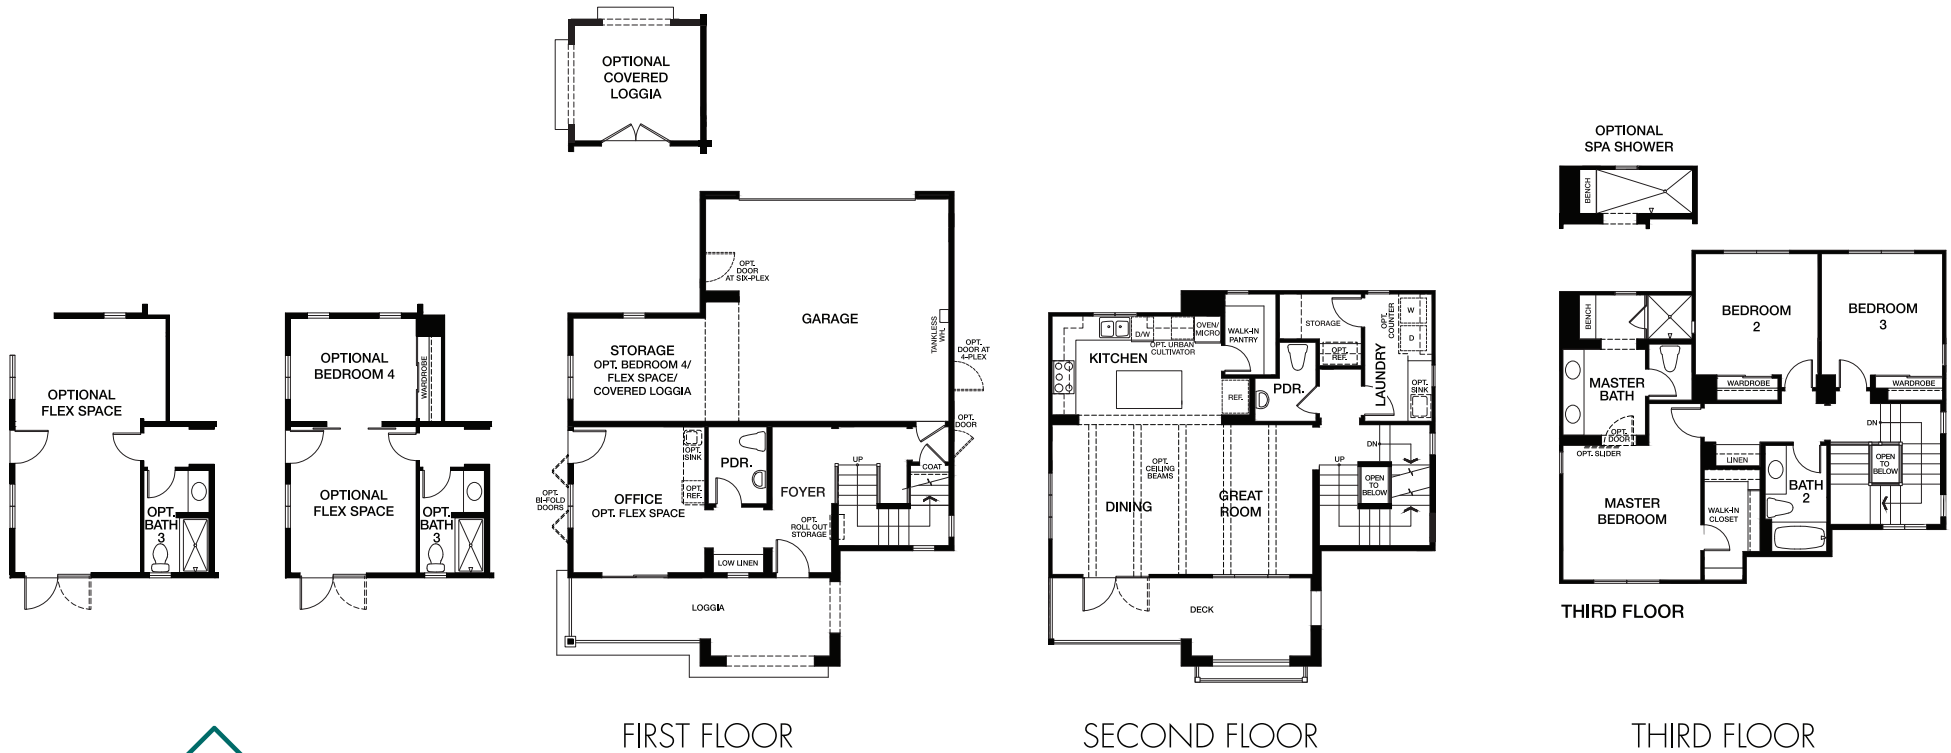 OPTIONAL
COVERED
LOGGIA
OPTIONAL
FLEX SPACE
OPT.
BATH
3
OPTIONAL
BEDROOM 4
WARDROBE
OPTIONAL
FLEX SPACE
OPT.
BATH
3
OPT.
DOOR
AT SIX-PLEX
GARAGE
TANKLESS
WH.
OPT.
DOOR AT
4-PLEX
STORAGE
OPT. BEDROOM 4/
FLEX SPACE/
COVERED LOGGIA
OPT.
DOOR
OPT.
SINK
PDR.
UP
COAT
OPT.
BI-FOLD
DOORS
OFFICE
OPT. FLEX SPACE
OPT.
REF.
FOYER
OPT.
ROLL OUT
STORAGE
LOW LINEN
LOGGIA
FIRST FLOOR
KITCHEN
D/W
OVEN/
MICRO
OPT. URBAN
CULTIVATOR
WALK-IN
PANTRY
STORAGE
OPT.
COUNTER
W
D
OPT.
REF.
LAUNDRY
PDR.
REF.
OPT.
SINK
DN
UP
OPEN
TO
BELOW
OPT.
CEILING
BEAMS
DINING
GREAT
ROOM
DECK
SECOND FLOOR
OPTIONAL
SPA SHOWER
BENCH
BENCH
BEDROOM
2
BEDROOM
3
MASTER
BATH
WARDROBE
WARDROBE
OPT.
DOOR
OPT. SLIDER
DN
LINEN
OPEN
TO
BELOW
BATH
2
MASTER
BEDROOM
WALK-IN
CLOSET
THIRD FLOOR
THIRD FLOOR